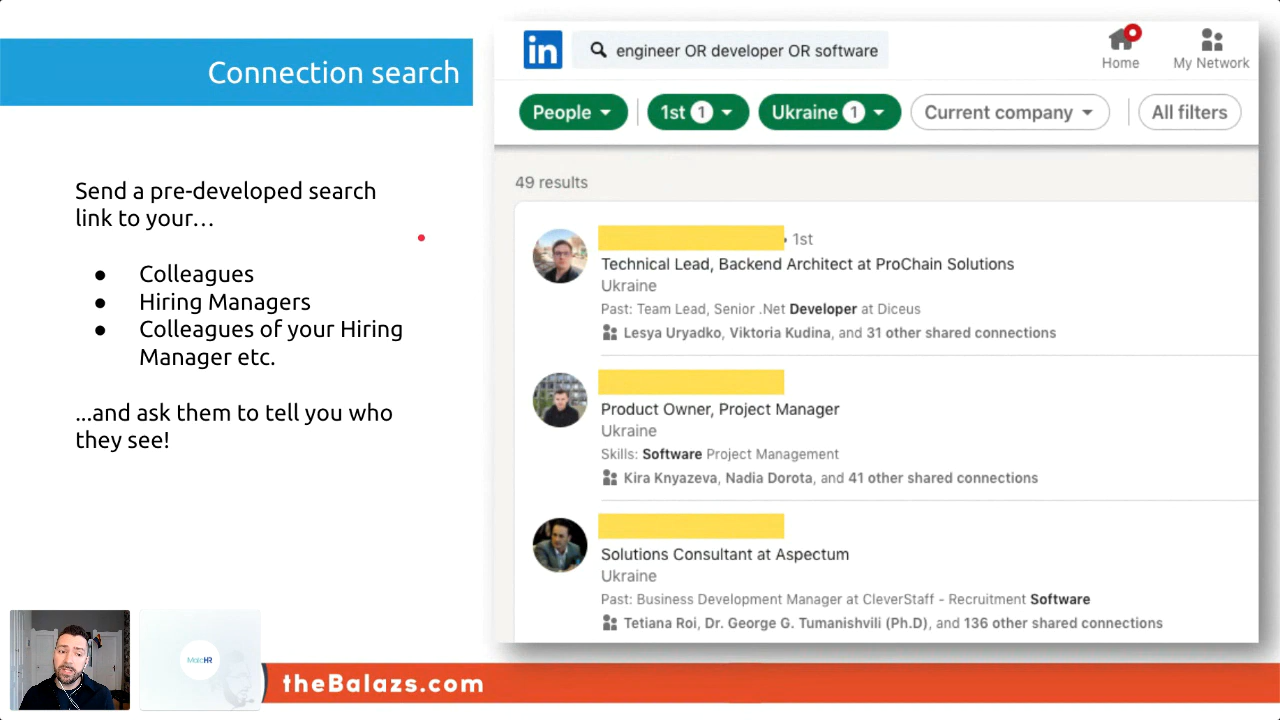 Connection search
Send a pre-developed search
link to your…
● Colleagues
● Hiring Managers
● Colleagues of your Hiring
Manager etc.
...and ask them to tell you who
they see!
in
engineer OR developer OR software
Home
My Network
People
1st 1
Ukraine 1
Current company
All filters
49 results
• 1st
Technical Lead, Backend Architect at ProChain Solutions
Ukraine
Past: Team Lead, Senior .Net Developer at Diceus
Lesya Uryadko, Viktoria Kudina, and 31 other shared connections
Product Owner, Project Manager
Ukraine
Skills: Software Project Management
Kira Knyazeva, Nadia Dorota, and 41 other shared connections
Solutions Consultant at Aspectum
Ukraine
Past: Business Development Manager at CleverStaff - Recruitment Software
Tetiana Roi, Dr. George G. Tumanishvili (Ph.D), and 136 other shared connections
theBalazs.com